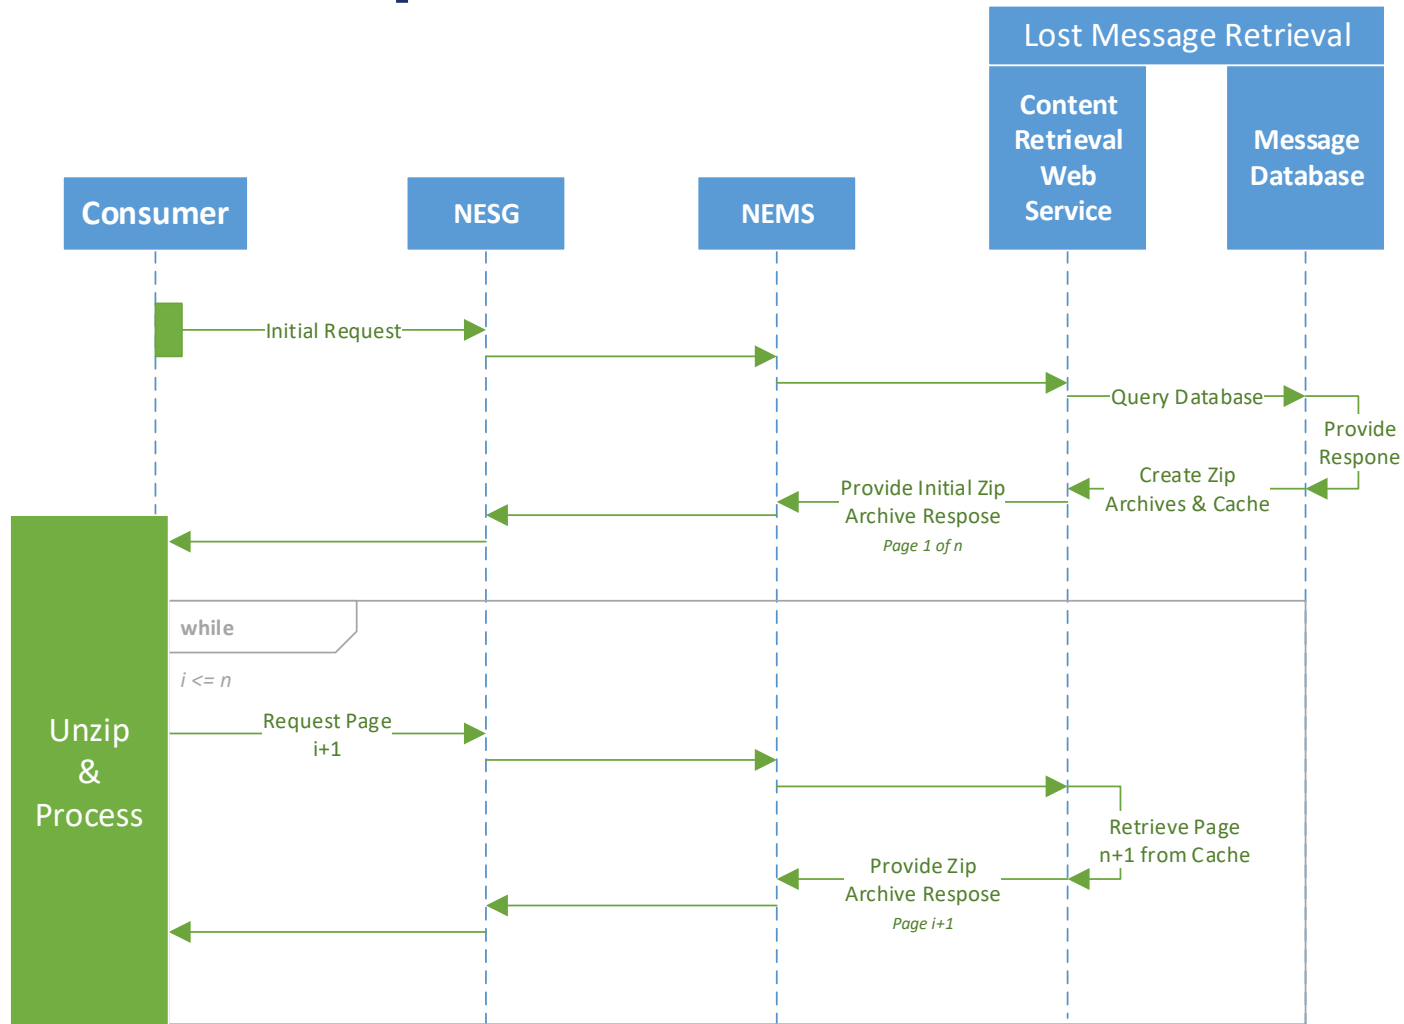 Lost Message Retrieval
Content
Retrieval
Web
Service
Message
Database
Consumer
NESG
NEMS
Initial Request
Query Database
Provide
Respone
Create Zip
Archives & Cache
Provide Initial Zip
Archive Respose
Page 1 of n
while
i <= n
Unzip
&
Process
Request Page
i+1
Retrieve Page
n+1 from Cache
Provide Zip
Archive Respose
Page i+1